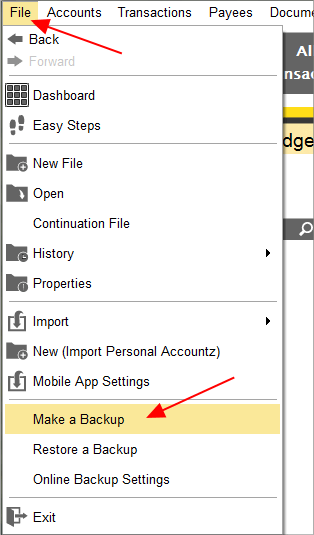 File Accounts Transactions Payees Docume
Back
Forward
Dashboard
Easy Steps
New File
Open
Continuation File
History
Properties
Import
New (Import Personal Accountz)
Mobile App Settings
Make a Backup
Restore a Backup
Online Backup Settings
Exit
Al
nsac
dge